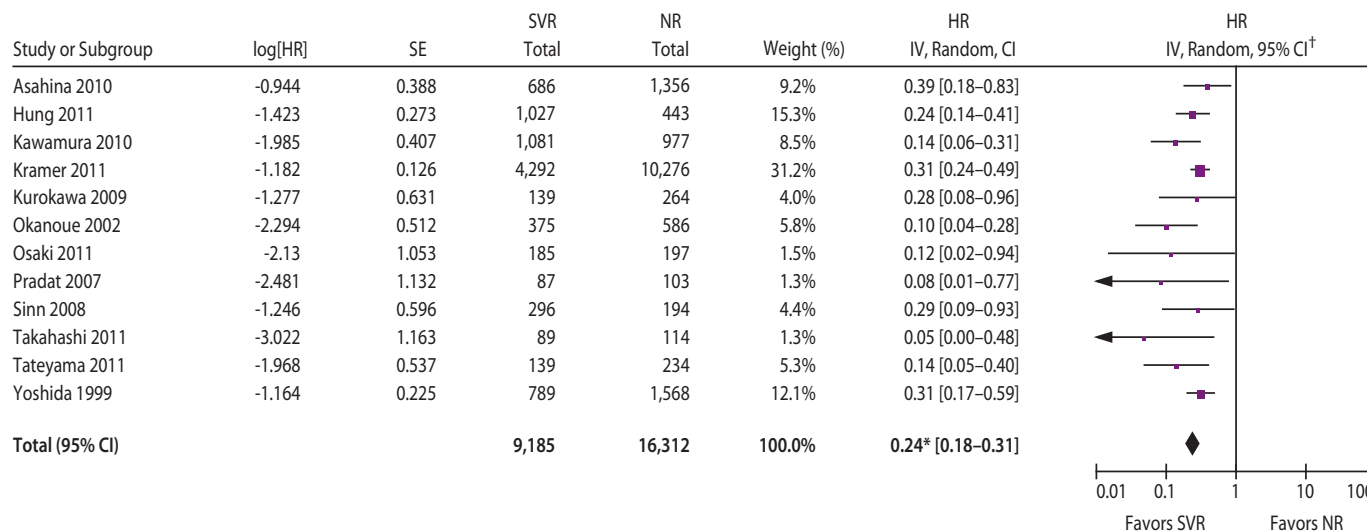 SVR NR HR HR
Study or Subgroup log[HR] SE Total Total Weight (%) IV, Random, CI IV, Random, 95% CI†
Asahina 2010 -0.944 0.388 686 1,356 9.2% 0.39 [0.18–0.83]
Hung 2011 -1.423 0.273 1,027 443 15.3% 0.24 [0.14–0.41]
Kawamura 2010 -1.985 0.407 1,081 977 8.5% 0.14 [0.06–0.31]
Kramer 2011 -1.182 0.126 4,292 10,276 31.2% 0.31 [0.24–0.49]
Kurokawa 2009 -1.277 0.631 139 264 4.0% 0.28 [0.08–0.96]
Okanoue 2002 -2.294 0.512 375 586 5.8% 0.10 [0.04–0.28]
Osaki 2011 -2.13 1.053 185 197 1.5% 0.12 [0.02–0.94]
Pradat 2007 -2.481 1.132 87 103 1.3% 0.08 [0.01–0.77]
Sinn 2008 -1.246 0.596 296 194 4.4% 0.29 [0.09–0.93]
Takahashi 2011 -3.022 1.163 89 114 1.3% 0.05 [0.00–0.48]
Tateyama 2011 -1.968 0.537 139 234 5.3% 0.14 [0.05–0.40]
Yoshida 1999 -1.164 0.225 789 1,568 12.1% 0.31 [0.17–0.59]
Total (95% CI) 9,185 16,312 100.0% 0.24* [0.18–0.31]
0.01 0.1 1 10 100
Favors SVR Favors NR